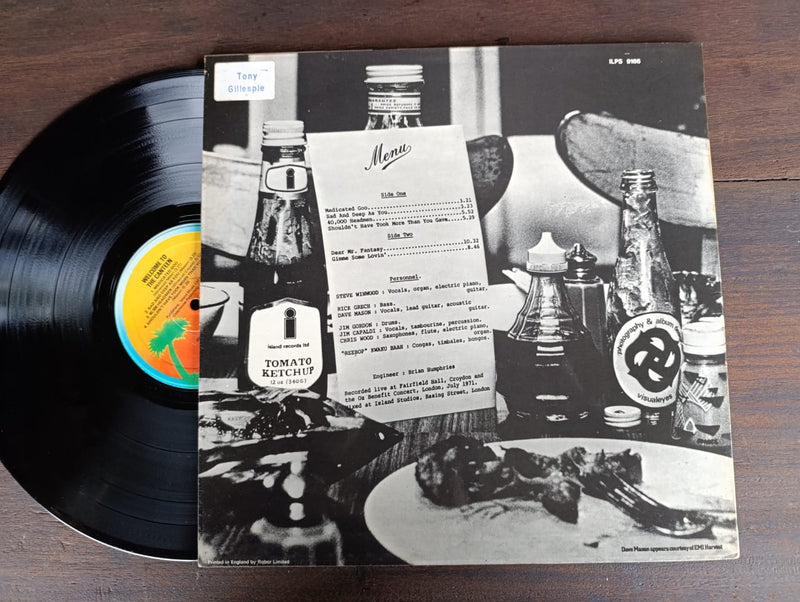 Tony
Gillespie
ILPS 9166
Menu
Side One
Medicated Goo...............................3.21
Sad And Deep As You...................3.23
40,000 Headmen...........................5.52
Shouldn't Have Took More Than You Gave....5.25
Side Two
Dear Mr. Fantasy..........................10.32
Gimme Some Lovin'.......................8.46
Personnel.
STEVE WINWOOD : Vocals, organ, electric piano,
guitar.
RICK GRECH : Bass.
DAVE MASON : Vocals, lead guitar, acoustic
guitar.
JIM GORDON : Drums.
JIM CAPALDI : Vocals, tambourine, percussion.
CHRIS WOOD : Saxophones, flute, electric piano,
organ.
"REEBOP" KWAKU BAAH : Congas, timbales, bongos.
Engineer : Brian Humphries
Recorded live at Fairfield Hall, Croydon and
the Oz Benefit Concert, London, July 1971.
Mixed at Island Studios, Basing Street, London
island records ltd
TOMATO
KETCHUP
12 oz (340G)
photography & album
visualeyes
WELCOME TO
THE CANTEEN
Dave Mason appears courtesy of EMI Harvest
Printed in England by Robor Limited